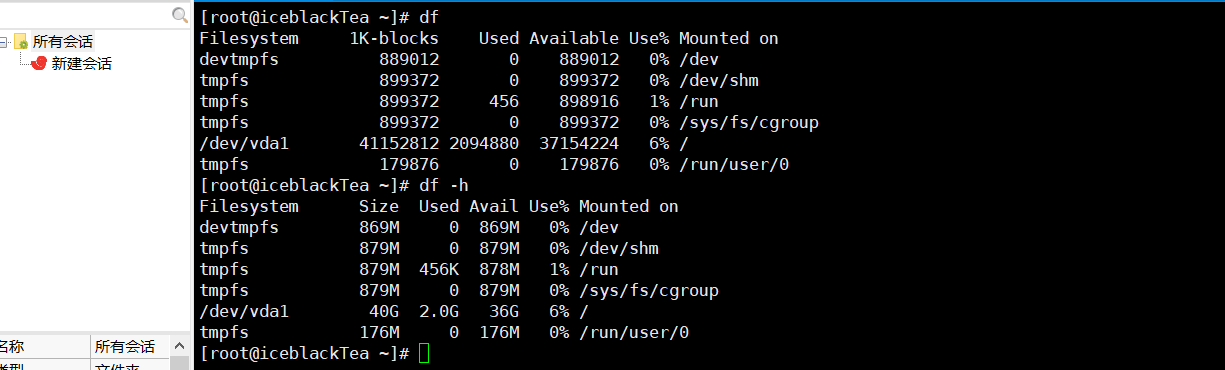 所有会话
新建会话
名称 所有会话
类型 文件夹
[root@iceblackTea ~]# df
Filesystem     1K-blocks    Used Available Use% Mounted on
devtmpfs          889012       0    889012   0% /dev
tmpfs             899372       0    899372   0% /dev/shm
tmpfs             899372     456    898916   1% /run
tmpfs             899372       0    899372   0% /sys/fs/cgroup
/dev/vda1       41152812 2094880  37154224   6% /
tmpfs             179876       0    179876   0% /run/user/0
[root@iceblackTea ~]# df -h
Filesystem      Size  Used Avail Use% Mounted on
devtmpfs        869M     0  869M   0% /dev
tmpfs           879M     0  879M   0% /dev/shm
tmpfs           879M  456K  878M   1% /run
tmpfs           879M     0  879M   0% /sys/fs/cgroup
/dev/vda1        40G  2.0G   36G   6% /
tmpfs           176M     0  176M   0% /run/user/0
[root@iceblackTea ~]#